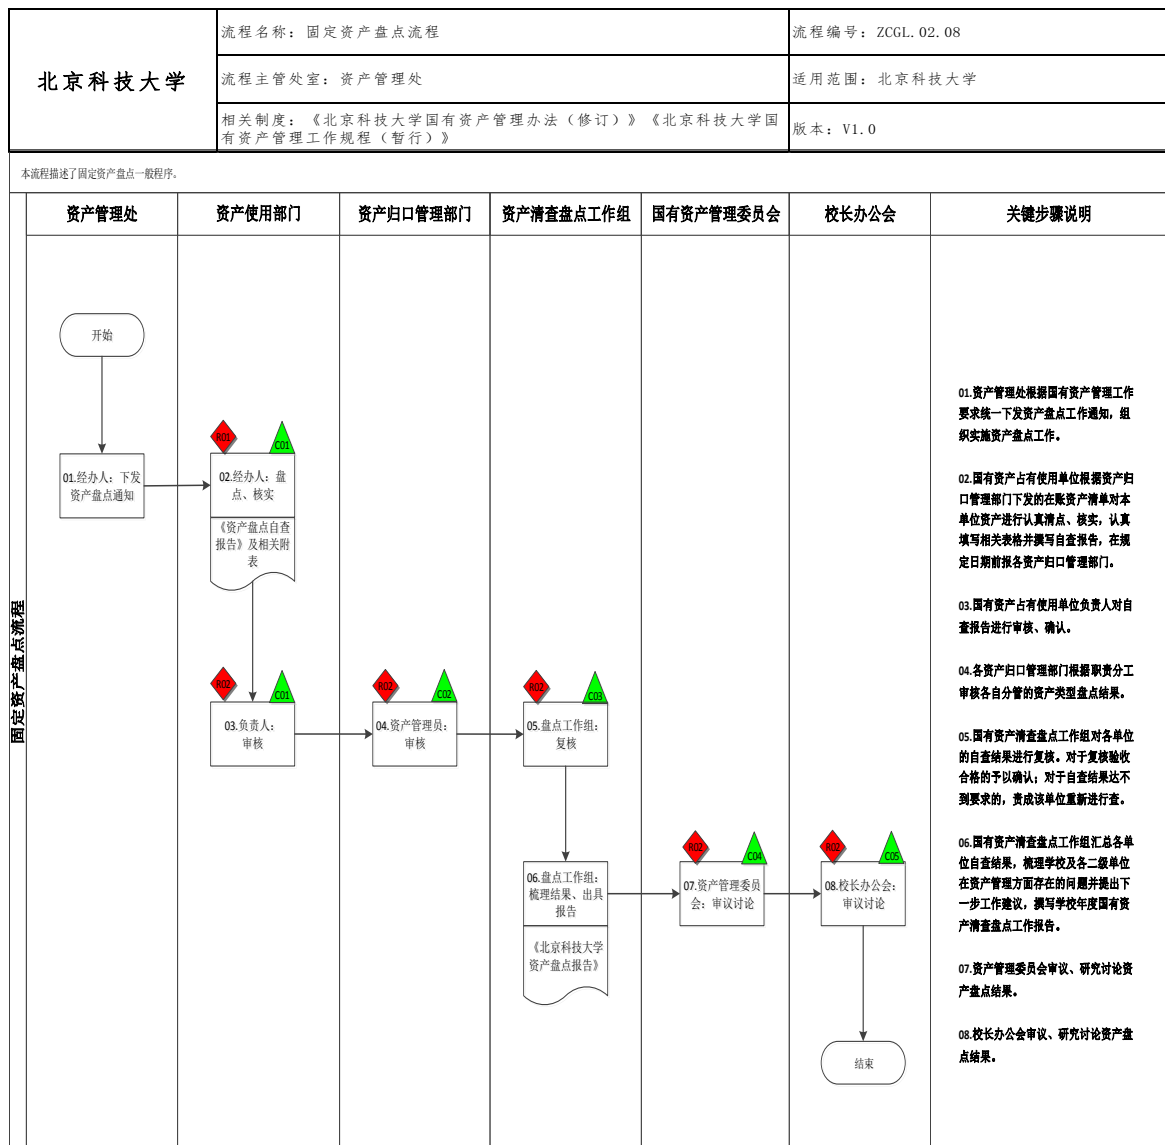 北京科技大学
流程名称：固定资产盘点流程
流程编号：ZCGL.02.08
流程主管处室：资产管理处
适用范围：北京科技大学
相关制度：《北京科技大学国有资产管理办法（修订）》《北京科技大学国
有资产管理工作规程（暂行）》
版本：V1.0
本流程描述了固定资产盘点一般程序。
资产管理处
资产使用部门
资产归口管理部门
资产清查盘点工作组
国有资产管理委员会
校长办公会
关键步骤说明
固定资产盘点流程
开始
01.经办人：下发
资产盘点通知
R01
C01
02.经办人：盘
点、核实
《资产盘点自查
报告》及相关附
表
R02
C01
03.负责人：
审核
R02
C02
04.资产管理员：
审核
R02
C03
05.盘点工作组：
复核
06.盘点工作组：
梳理结果、出具
报告
《北京科技大学
资产盘点报告》
R02
C04
07.资产管理委员
会：审议讨论
R02
C05
08.校长办公会：
审议讨论
结束
01.资产管理处根据国有资产管理工作
要求统一下发资产盘点工作通知，组
织实施资产盘点工作。
02.国有资产占有使用单位根据资产归
口管理部门下发的在账资产清单对本
单位资产进行认真清点、核实，认真
填写相关表格并撰写自查报告，在规
定日期前报各资产归口管理部门。
03.国有资产占有使用单位负责人对自
查报告进行审核、确认。
04.各资产归口管理部门根据职责分工
审核各自分管的资产类型盘点结果。
05.国有资产清查盘点工作组对各单位
的自查结果进行复核。对于复核验收
合格的予以确认；对于自查结果达不
到要求的，责成该单位重新进行查。
06.国有资产清查盘点工作组汇总各单
位自查结果，梳理学校及各二级单位
在资产管理方面存在的问题并提出下
一步工作建议，撰写学校年度国有资
产清查盘点工作报告。
07.资产管理委员会审议、研究讨论资
产盘点结果。
08.校长办公会审议、研究讨论资产盘
点结果。